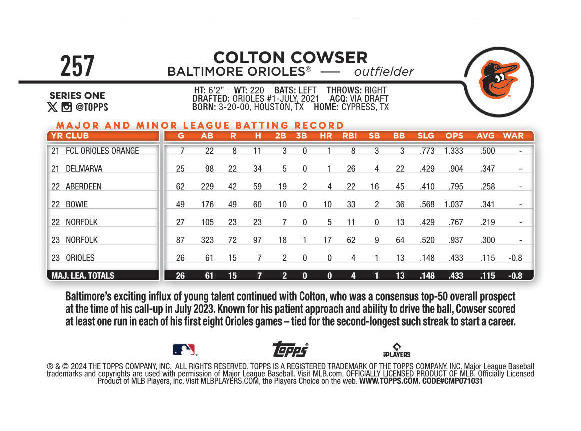 257
COLTON COWSER
BALTIMORE ORIOLES® — outfielder
SERIES ONE
X @TOPPS
HT: 6'2" WT: 220 BATS: LEFT THROWS: RIGHT
DRAFTED: ORIOLES #1-JULY, 2021 ACQ: VIA DRAFT
BORN: 3-20-00, HOUSTON, TX HOME: CYPRESS, TX
MAJOR AND MINOR LEAGUE BATTING RECORD
YR CLUB G AB R H 2B 3B HR RBI SB BB SLG OPS AVG WAR
21 FCL ORIOLES ORANGE 7 22 8 11 3 0 1 8 3 3 .773 1.333 .500 -
21 DELMARVA 25 98 22 34 5 0 1 26 4 22 .429 .904 .347 -
22 ABERDEEN 62 229 42 59 19 2 4 22 16 45 .410 .795 .258 -
22 BOWIE 49 176 49 60 10 0 10 33 2 36 .568 1.037 .341 -
22 NORFOLK 27 105 23 23 7 0 5 11 0 13 .429 .767 .219 -
23 NORFOLK 87 323 72 97 18 1 17 62 9 64 .520 .937 .300 -
23 ORIOLES 26 61 15 7 2 0 0 4 1 13 .148 .433 .115 -0.8
MAJ. LEA. TOTALS 26 61 15 7 2 0 0 4 1 13 .148 .433 .115 -0.8
Baltimore's exciting influx of young talent continued with Colton, who was a consensus top-50 overall prospect
at the time of his call-up in July 2023. Known for his patient approach and ability to drive the ball, Cowser scored
at least one run in each of his first eight Orioles games – tied for the second-longest such streak to start a career.
topps
PLAYERS
® & © 2024 THE TOPPS COMPANY, INC. ALL RIGHTS RESERVED. TOPPS IS A REGISTERED TRADEMARK OF THE TOPPS COMPANY, INC. Major League Baseball
trademarks and copyrights are used with permission of Major League Baseball. Visit MLB.com. OFFICIALLY LICENSED PRODUCT OF MLB. Officially Licensed
Product of MLB Players, Inc. Visit MLBPLAYERS.COM, the Players Choice on the web. WWW.TOPPS.COM. CODE#CMP071031